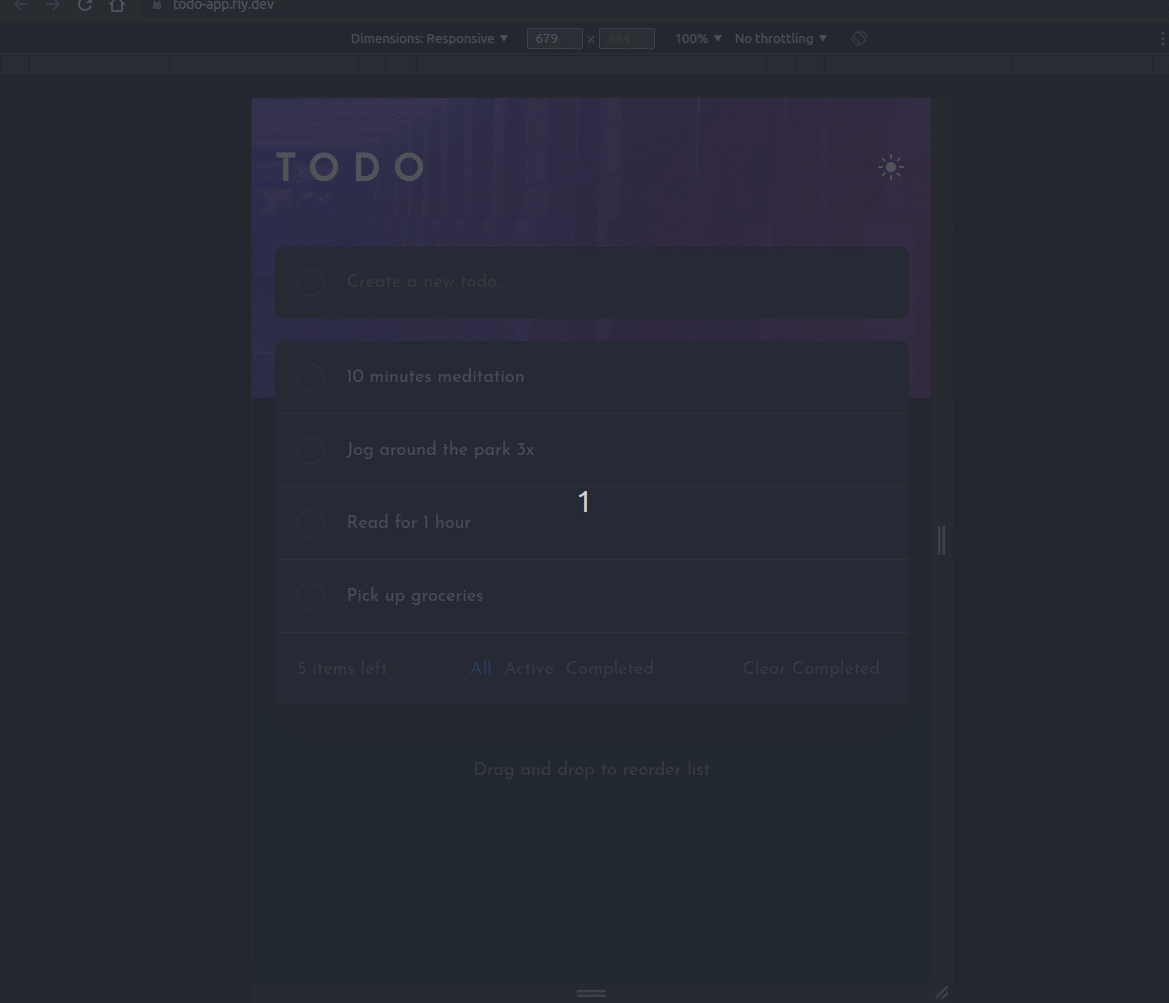 todo-app.fly.dev
Dimensions: Responsive ▼ 679 x 884 100% ▼ No throttling ▼
TODO
Create a new todo..
10 minutes meditation
Jog around the park 3x
1
Read for 1 hour
Pick up groceries
5 items left All Active Completed Clear Completed
Drag and drop to reorder list